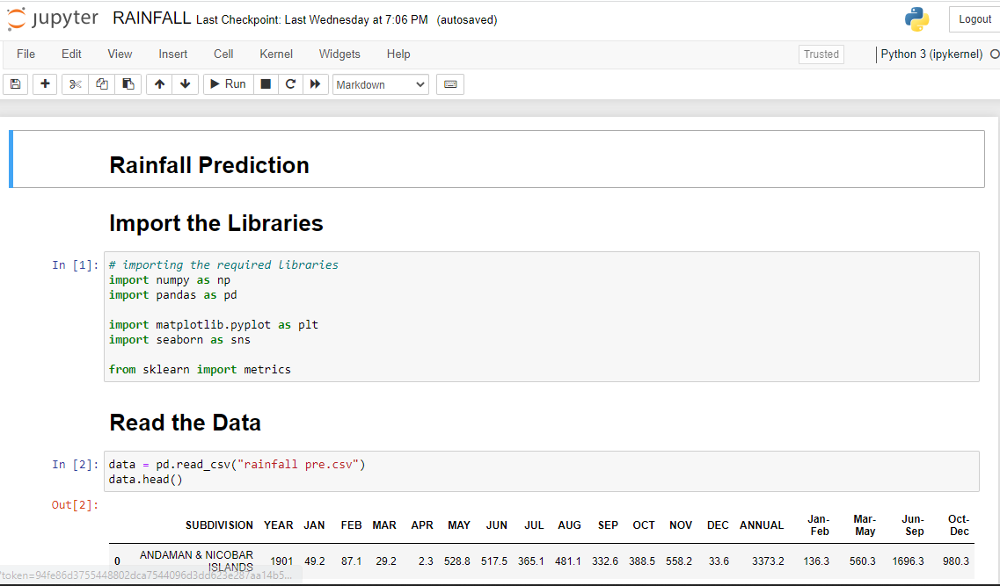 jupyter RAINFALL Last Checkpoint: Last Wednesday at 7:06 PM (autosaved) Logout
File Edit View Insert Cell Kernel Widgets Help Trusted Python 3 (ipykernel)
Run Markdown
Rainfall Prediction
Import the Libraries
In [1]: # importing the required libraries
import numpy as np
import pandas as pd
import matplotlib.pyplot as plt
import seaborn as sns
from sklearn import metrics
Read the Data
In [2]: data = pd.read_csv("rainfall pre.csv")
data.head()
Out[2]:
SUBDIVISION YEAR JAN FEB MAR APR MAY JUN JUL AUG SEP OCT NOV DEC ANNUAL Jan-Feb Mar-May Jun-Sep Oct-Dec
0 ANDAMAN & NICOBAR ISLANDS 1901 49.2 87.1 29.2 2.3 528.8 517.5 365.1 481.1 332.6 388.5 558.2 33.6 3373.2 136.3 560.3 1696.3 980.3
?token=94fe86d3755448802dca7544096d3dd623e287aa14b5...